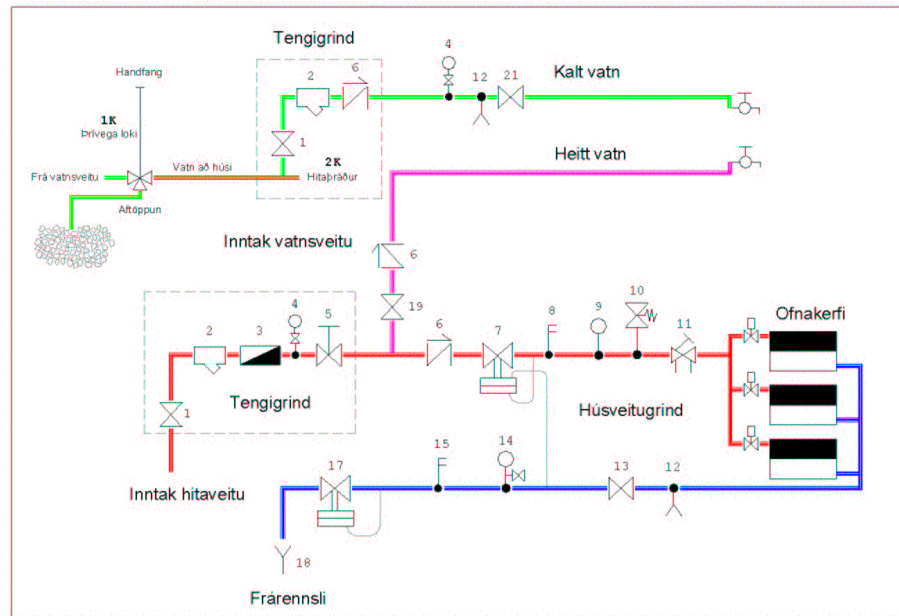 Tengigrind
Handfang
1K
Þrívega loki
Frá vatnsveitu
Vatn að húsi
Aftöppun
2
6
1
2K
Hitaþráður
4
12
21
Kalt vatn
Heitt vatn
Inntak vatnsveitu
6
19
4
5
2
3
1
Tengigrind
Inntak hitaveitu
6
7
8
9
10
11
Húsveitugrind
Ofnakerfi
17
15
14
13
12
18
Frárennsli